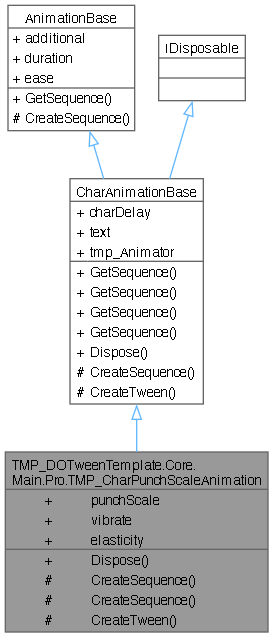 AnimationBase
+ additional
+ duration
+ ease
+ GetSequence()
# CreateSequence()
IDisposable
CharAnimationBase
+ charDelay
+ text
+ tmp_Animator
+ GetSequence()
+ GetSequence()
+ GetSequence()
+ GetSequence()
+ Dispose()
# CreateSequence()
# CreateTween()
TMP_DOTweenTemplate.Core.
Main.Pro.TMP_CharPunchScaleAnimation
+ punchScale
+ vibrate
+ elasticity
+ Dispose()
# CreateSequence()
# CreateSequence()
# CreateTween()